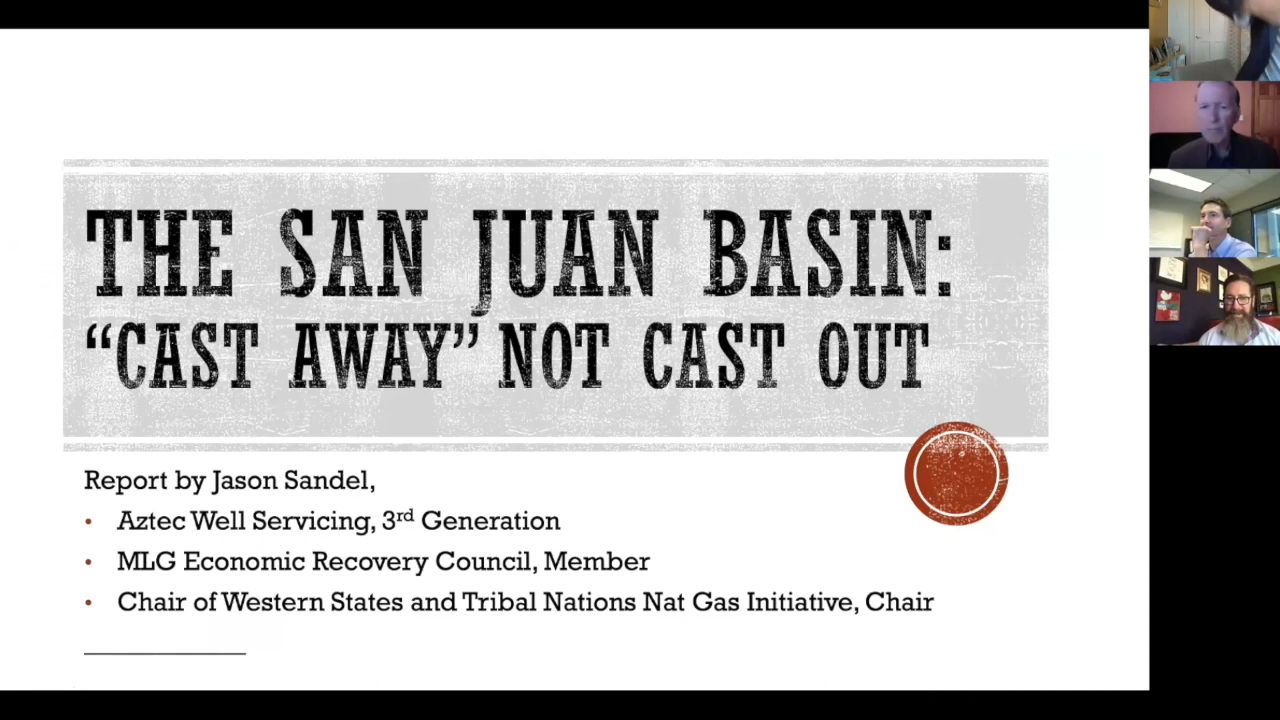 THE SAN JUAN BASIN:
“CAST AWAY” NOT CAST OUT
Report by Jason Sandel,
• Aztec Well Servicing, 3rd Generation
• MLG Economic Recovery Council, Member
• Chair of Western States and Tribal Nations Nat Gas Initiative, Chair